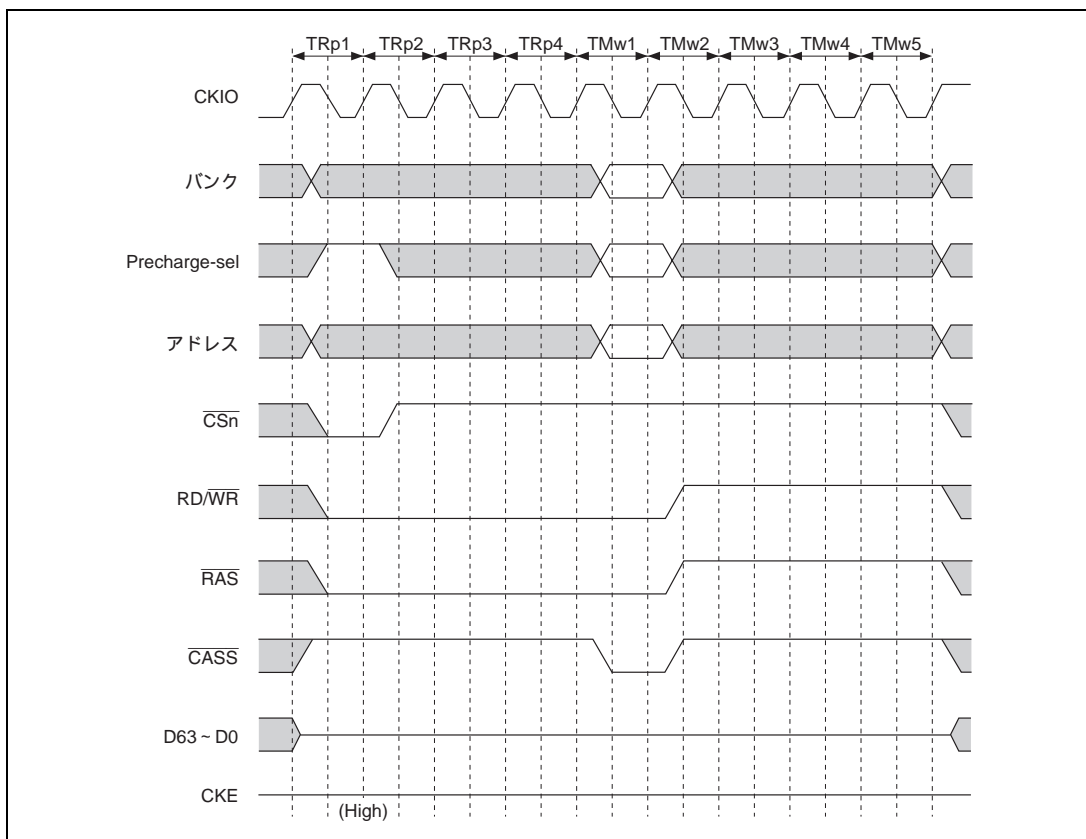 TRp1 TRp2 TRp3 TRp4 TMw1 TMw2 TMw3 TMw4 TMw5
CKIO
バンク
Precharge-sel
アドレス
CSn
RD/WR
RAS
CASS
D63 ~ D0
CKE
(High)